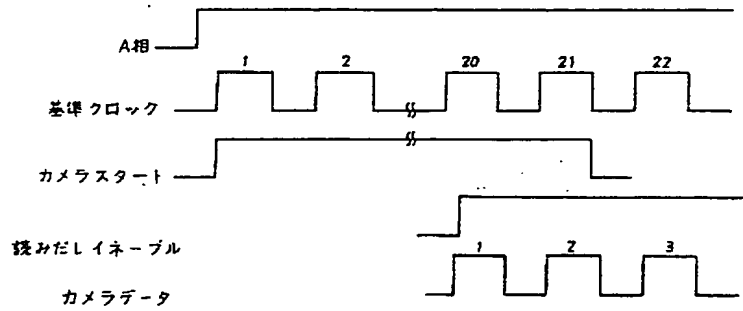 A相
1 2 20 21 22
基準クロック
カメラスタート
読みだしイネーブル
1 2 3
カメラデータ